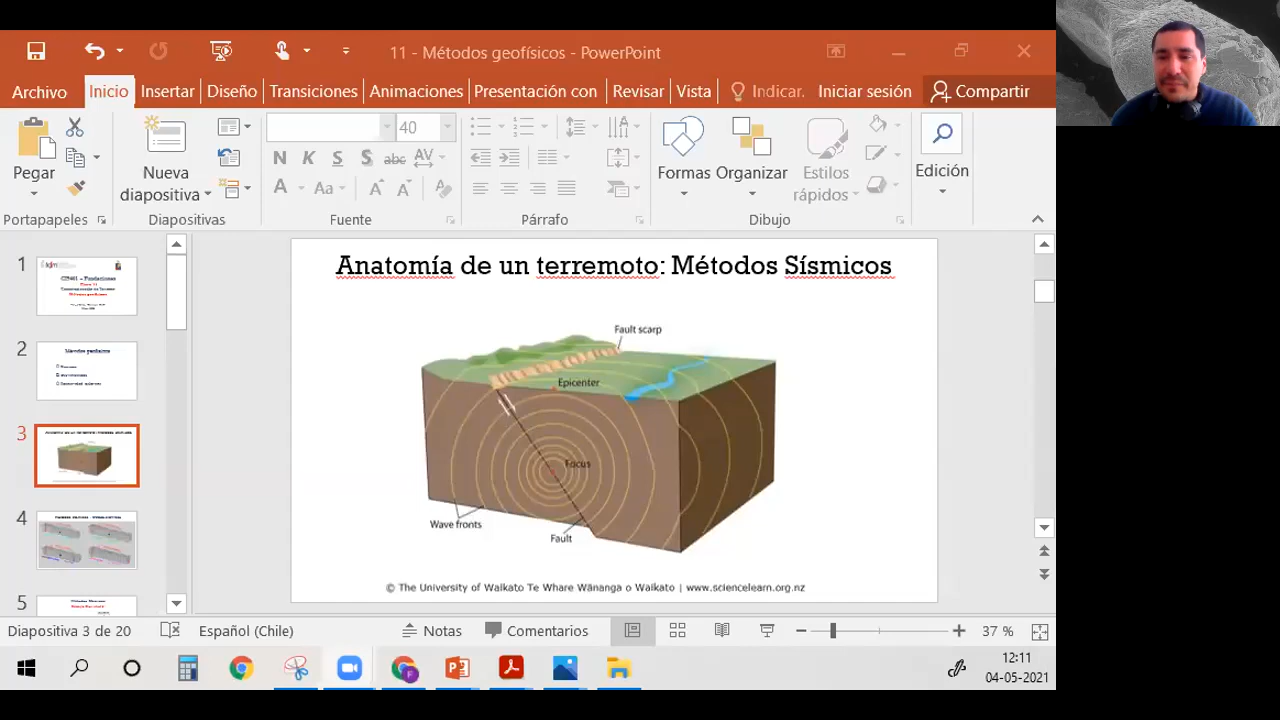 11 - Métodos geofísicos - PowerPoint
Archivo Inicio Insertar Diseño Transiciones Animaciones Presentación con Revisar Vista Indicar. Iniciar sesión Compartir
40
Pegar
Nueva diapositiva
N K S S abc AV
A Aa A A
Formas Organizar Estilos rápidos
Edición
Portapapeles Diapositivas Fuente Párrafo Dibujo
1
2
Métodos geofísicos
3
4
5
Anatomía de un terremoto: Métodos Sísmicos
Fault scarp
Epicenter
Focus
Wave fronts
Fault
© The University of Waikato Te Whare Wānanga o Waikato | www.sciencelearn.org.nz
Diapositiva 3 de 20 Español (Chile) Notas Comentarios 37 %
12:11
04-05-2021